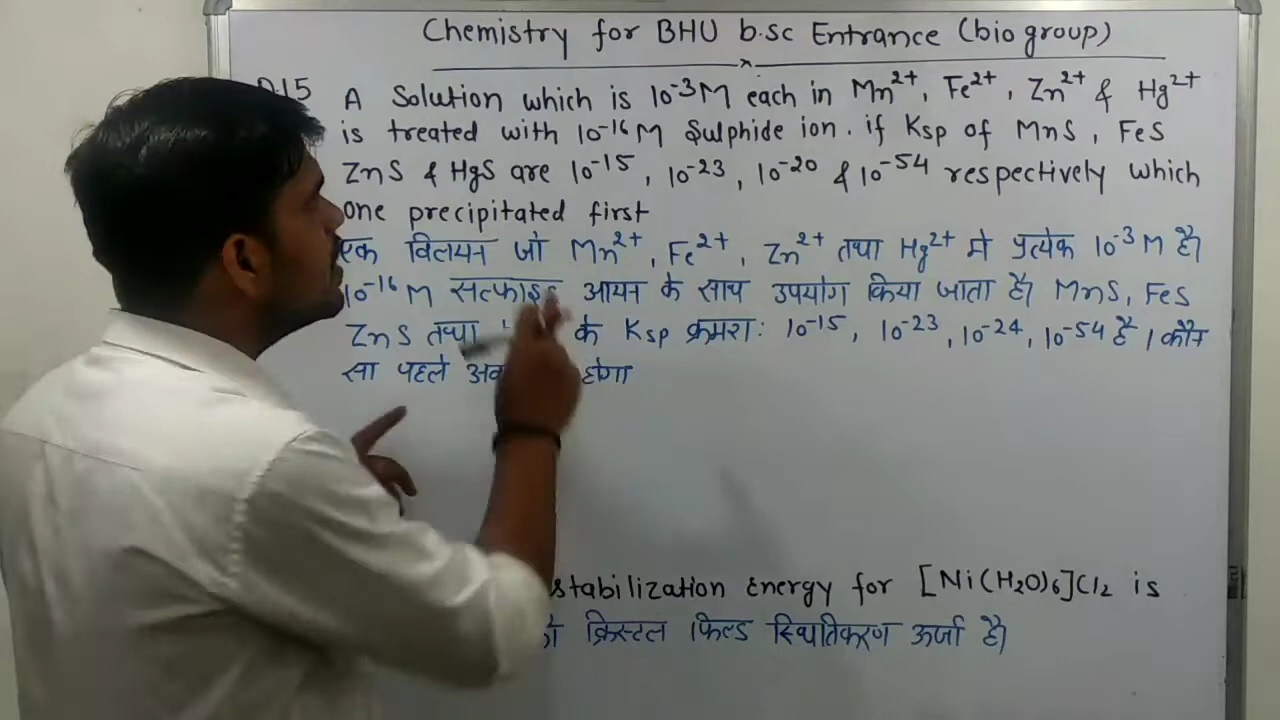 Chemistry for BHU b.sc Entrance (bio group)
Q.15 A Solution which is 10⁻³M each in Mn²⁺, Fe²⁺, Zn²⁺ & Hg²⁺
is treated with 10⁻¹⁶M Sulphide ion. if Ksp of MnS, FeS
ZnS & HgS are 10⁻¹⁵, 10⁻²³, 10⁻²⁰ & 10⁻⁵⁴ respectively which
one precipitated first
एक विलयन जो Mn²⁺, Fe²⁺, Zn²⁺ तथा Hg²⁺ मे प्रत्येक 10⁻³M है।
10⁻¹⁶M सल्फाइड आयन के साथ उपयोग किया जाता है। MnS, FeS
ZnS तथा के Ksp क्रमश: 10⁻¹⁵, 10⁻²³, 10⁻²⁴, 10⁻⁵⁴ है। कौन
सा पहले होगा
stabilization Energy for [Ni(H₂O)₆]Cl₂ is
क्रिस्टल फिल्ड स्थितिकरण ऊर्जा है।